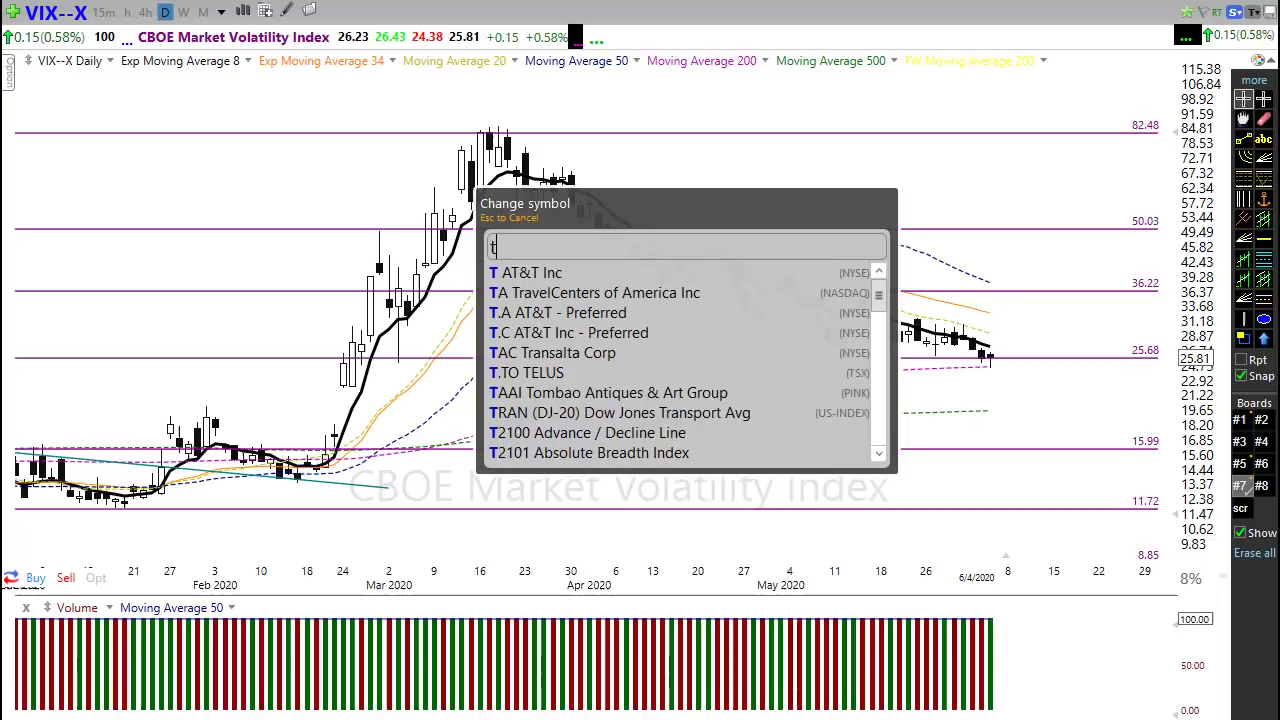 VIX--X 15m h 4h D W M
RT S T
0.15(0.58%) 100 ... CBOE Market Volatility Index 26.23 26.43 24.38 25.81 +0.15 +0.58% ... ... ... 0.15(0.58%)
Option
VIX--X Daily Exp Moving Average 8 Exp Moving Average 34 Moving Average 20 Moving Average 50 Moving Average 200 Moving Average 500 FW Moving Average 200
115.38
106.84
98.92
91.59
84.81
78.53
72.71
67.32
62.34
57.72
53.44
49.48
45.82
42.43
39.28
36.37
33.68
31.18
28.87
25.81
24.75
22.92
21.22
19.65
18.20
16.85
15.60
14.44
13.37
12.38
11.47
10.62
9.83
82.48
50.03
36.22
25.68
15.99
11.72
8.85
Change symbol
Esc to Cancel
t
T AT&T Inc (NYSE)
TA TravelCenters of America Inc (NASDAQ)
T.A AT&T - Preferred (NYSE)
T.C AT&T Inc - Preferred (NYSE)
TAC Transalta Corp (NYSE)
T.TO TELUS (TSX)
TAAI Tombao Antiques & Art Group (PINK)
TRAN (DJ-20) Dow Jones Transport Avg (US-INDEX)
T2100 Advance / Decline Line
T2101 Absolute Breadth Index
CBOE Market Volatility Index
21 27 10 18 24 9 16 23 30 6 13 20 27 4 11 18 26 6/4/2020 8 15 22 29
Feb 2020 Mar 2020 Apr 2020 May 2020
8%
Buy Sell Opt
x Volume Moving Average 50
100.00
50.00
0.00
more
abc
Rpt
Snap
Boards
#1 #2
#3 #4
#5 #6
#7 #8
scr
Show
Erase all